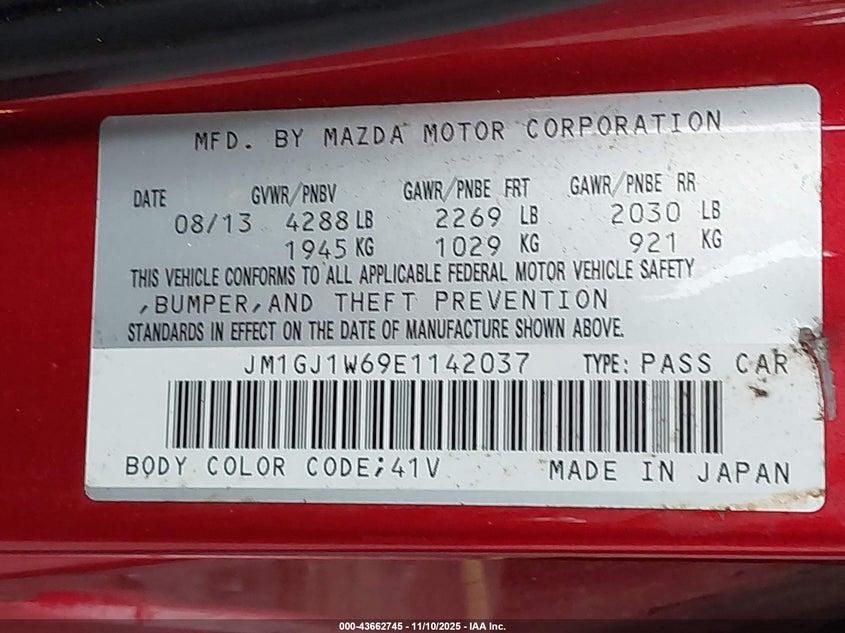 MFD. BY MAZDA MOTOR CORPORATION
DATE GVWR/PNBV GAWR/PNBE FRT GAWR/PNBE RR
08/13 4288 LB 2269 LB 2030 LB
1945 KG 1029 KG 921 KG
THIS VEHICLE CONFORMS TO ALL APPLICABLE FEDERAL MOTOR VEHICLE SAFETY
,BUMPER,AND THEFT PREVENTION
STANDARDS IN EFFECT ON THE DATE OF MANUFACTURE SHOWN ABOVE.
JM1GJ1W69E1142037 TYPE: PASS CAR
BODY COLOR CODE;41V MADE IN JAPAN
000-43662745 - 11/10/2025 - IAA Inc.